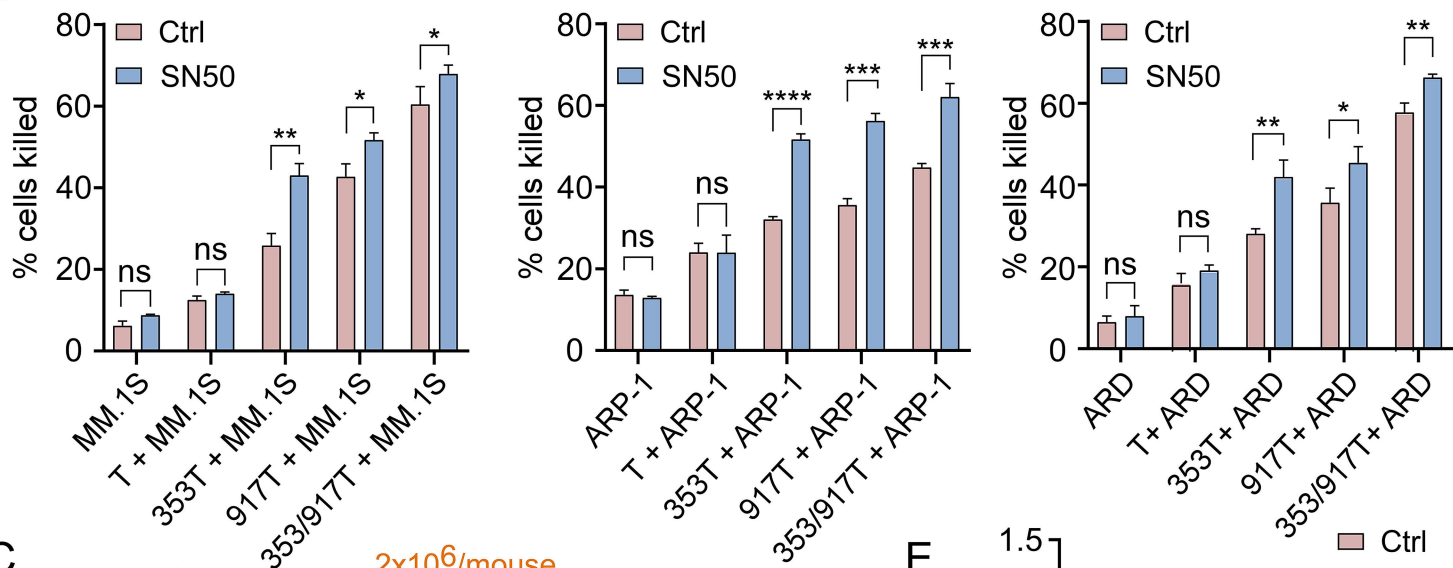 % cells killed
80
60
40
20
0
Ctrl
SN50
ns
ns
**
*
*
MM.1S
T + MM.1S
353T + MM.1S
917T + MM.1S
353/917T + MM.1S
% cells killed
80
60
40
20
0
Ctrl
SN50
ns
ns
****
***
***
ARP-1
T + ARP-1
353T + ARP-1
917T + ARP-1
353/917T + ARP-1
% cells killed
80
60
40
20
0
Ctrl
SN50
ns
ns
**
*
**
ARD
T+ ARD
353T+ ARD
917T+ ARD
353/917T+ ARD
2x10⁶/mouse
1.5
Ctrl